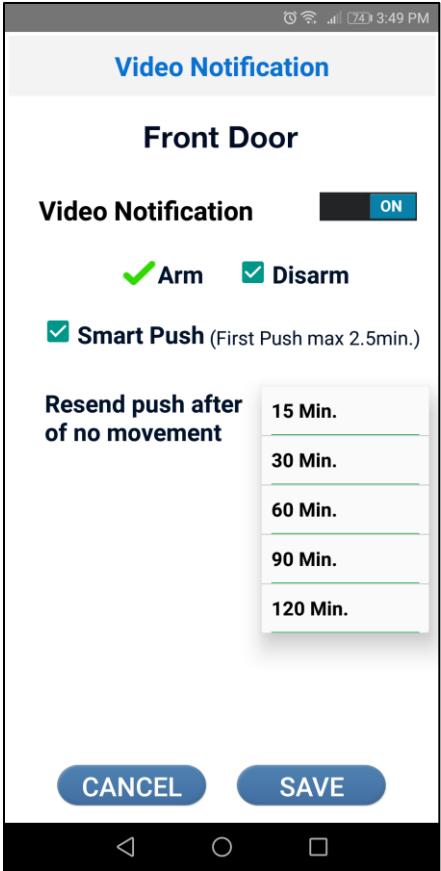 74 3:49 PM
Video Notification
Front Door
Video Notification ON
Arm Disarm
Smart Push (First Push max 2.5min.)
Resend push after
of no movement
15 Min.
30 Min.
60 Min.
90 Min.
120 Min.
CANCEL SAVE